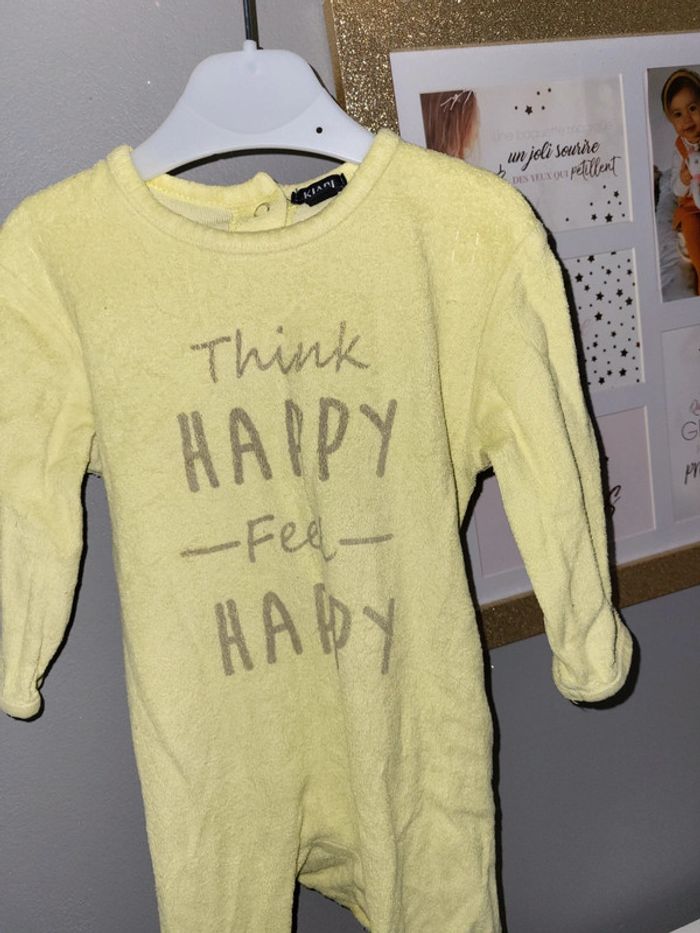 KIABI
Think
HAPPY
—Feel—
HAPPY
un joli sourire
DES YEUX QUI pétillent